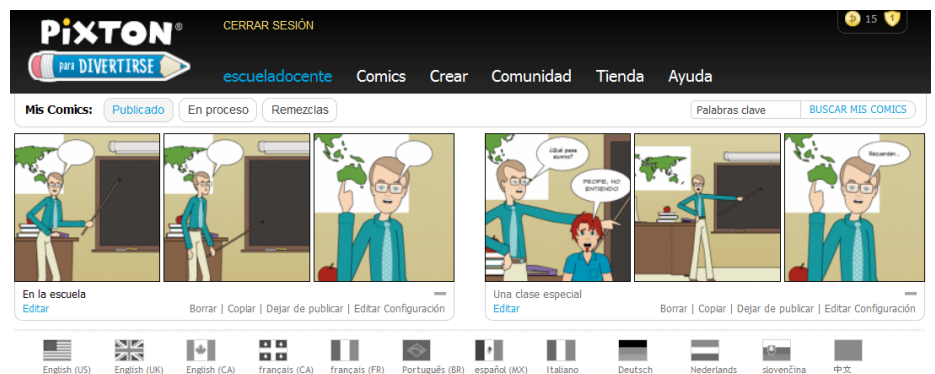 PiXTON®
para DIVERTIRSE
CERRAR SESIÓN
15 1
escueladocente Comics Crear Comunidad Tienda Ayuda
Mis Comics: Publicado En proceso Remezclas Palabras clave BUSCAR MIS COMICS
¿Qué pasa
alumno?
PROFE, NO
ENTIENDO
Recuerden...
En la escuela
Editar Borrar | Copiar | Dejar de publicar | Editar Configuración
Una clase especial
Editar Borrar | Copiar | Dejar de publicar | Editar Configuración
English (US) English (UK) English (CA) français (CA) français (FR) Português (BR) español (MX) Italiano Deutsch Nederlands slovenčina 中文